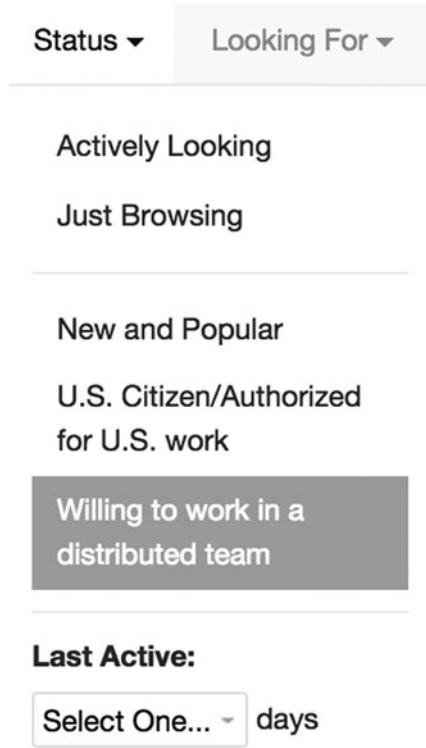 Status Looking For
Actively Looking
Just Browsing
New and Popular
U.S. Citizen/Authorized
for U.S. work
Willing to work in a
distributed team
Last Active:
Select One... days